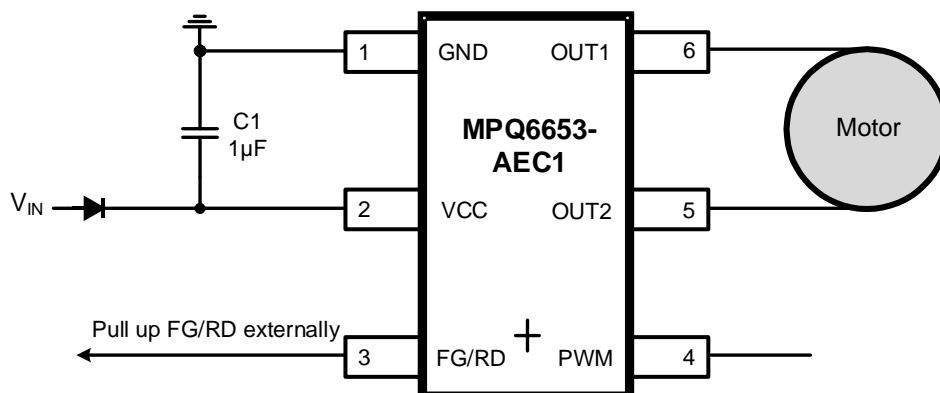 1
GND
OUT1
6
C1
1µF
MPQ6653-
AEC1
Motor
VIN
2
VCC
OUT2
5
Pull up FG/RD externally
3
FG/RD
PWM
4